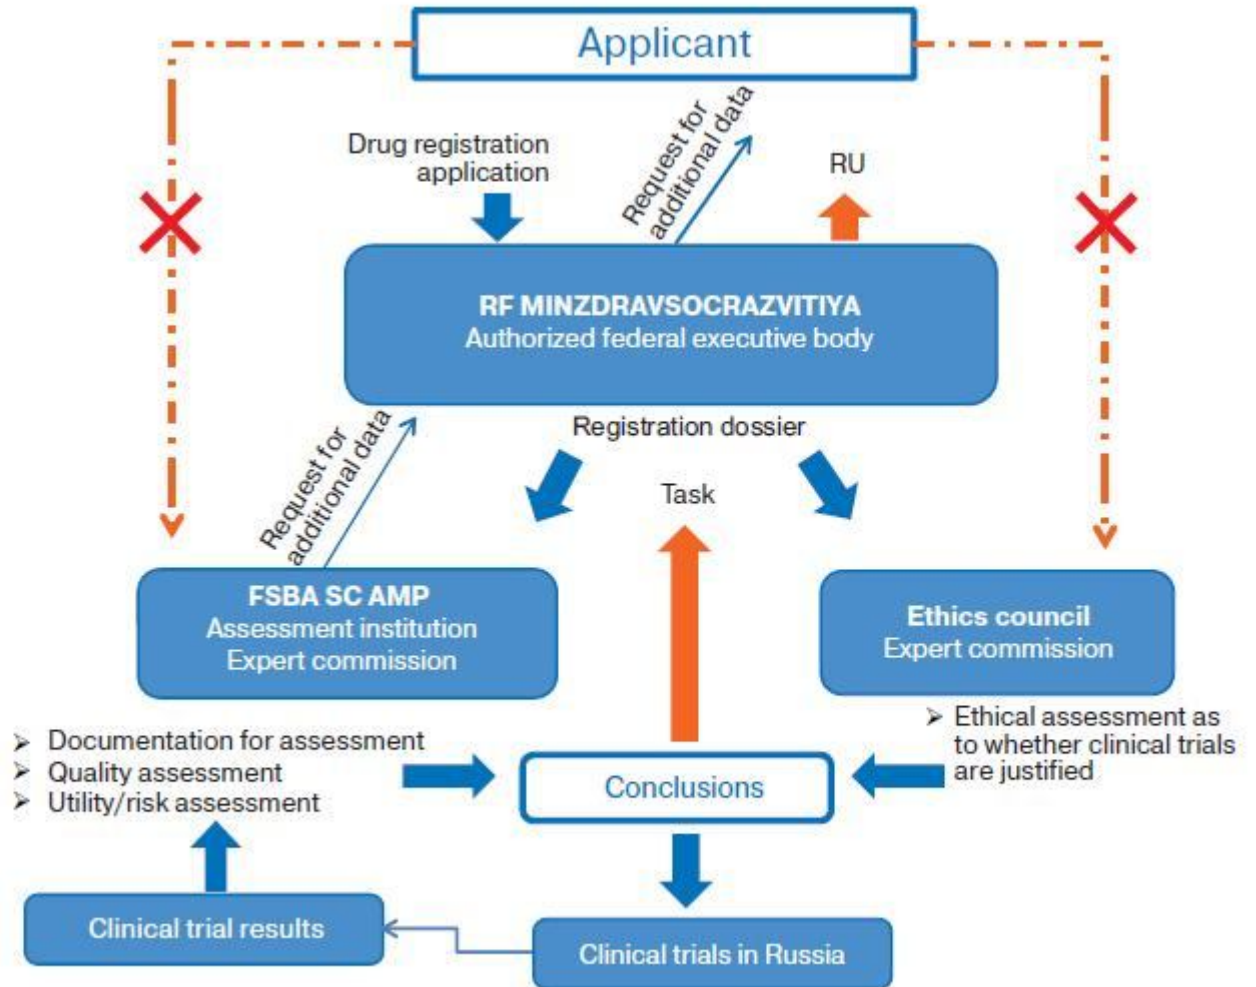 Applicant
Drug registration
application
Request for
additional data
RU
RF MINZDRAVSOCRAZVITIYA
Authorized federal executive body
Request for
additional data
Registration dossier
Task
FSBA SC AMP
Assessment institution
Expert commission
Ethics council
Expert commission
➢ Documentation for assessment
➢ Quality assessment
➢ Utility/risk assessment
➢ Ethical assessment as
to whether clinical trials
are justified
Conclusions
Clinical trial results
Clinical trials in Russia